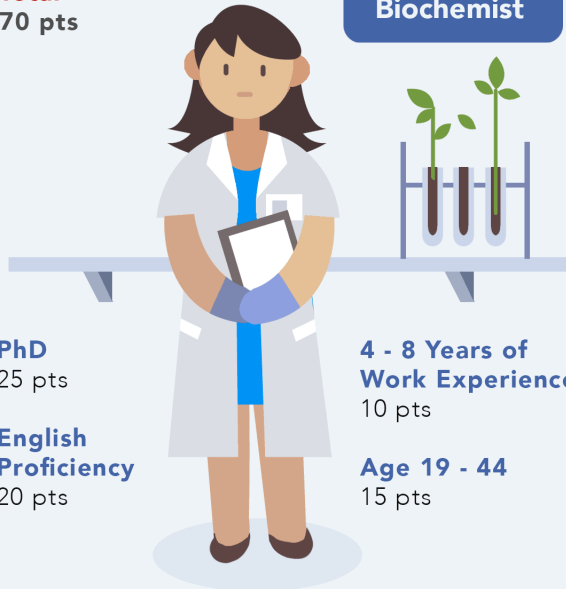 70 pts
Biochemist
PhD
25 pts
English
Proficiency
20 pts
4 - 8 Years of
Work Experience
10 pts
Age 19 - 44
15 pts